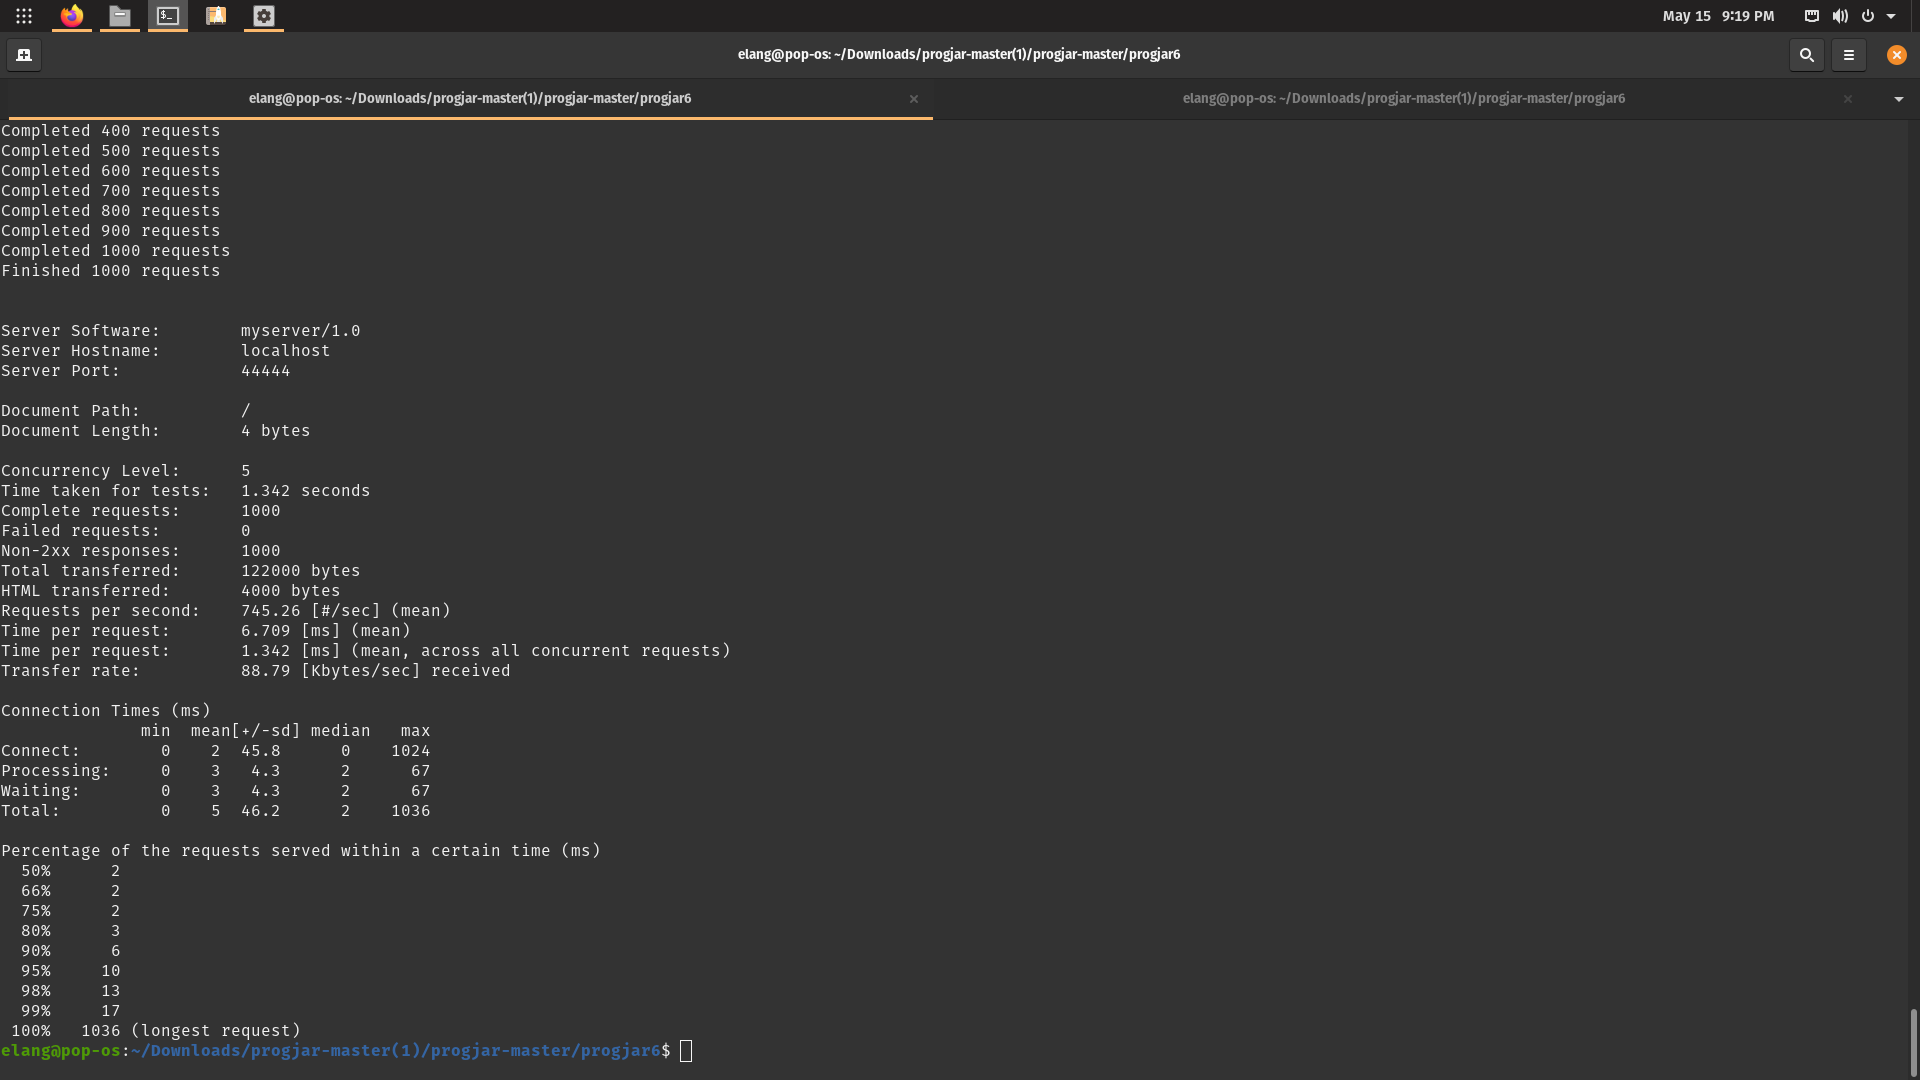 May 15 9:19 PM
elang@pop-os: ~/Downloads/progjar-master(1)/progjar-master/progjar6
elang@pop-os: ~/Downloads/progjar-master(1)/progjar-master/progjar6
elang@pop-os: ~/Downloads/progjar-master(1)/progjar-master/progjar6
Completed 400 requests
Completed 500 requests
Completed 600 requests
Completed 700 requests
Completed 800 requests
Completed 900 requests
Completed 1000 requests
Finished 1000 requests
Server Software:        myserver/1.0
Server Hostname:        localhost
Server Port:            44444
Document Path:          /
Document Length:        4 bytes
Concurrency Level:      5
Time taken for tests:   1.342 seconds
Complete requests:      1000
Failed requests:        0
Non-2xx responses:      1000
Total transferred:      122000 bytes
HTML transferred:       4000 bytes
Requests per second:    745.26 [#/sec] (mean)
Time per request:       6.709 [ms] (mean)
Time per request:       1.342 [ms] (mean, across all concurrent requests)
Transfer rate:          88.79 [Kbytes/sec] received
Connection Times (ms)
              min  mean[+/-sd] median   max
Connect:        0    2  45.8      0    1024
Processing:     0    3   4.3      2      67
Waiting:        0    3   4.3      2      67
Total:          0    5  46.2      2    1036
Percentage of the requests served within a certain time (ms)
  50%      2
  66%      2
  75%      2
  80%      3
  90%      6
  95%     10
  98%     13
  99%     17
 100%   1036 (longest request)
elang@pop-os:~/Downloads/progjar-master(1)/progjar-master/progjar6$